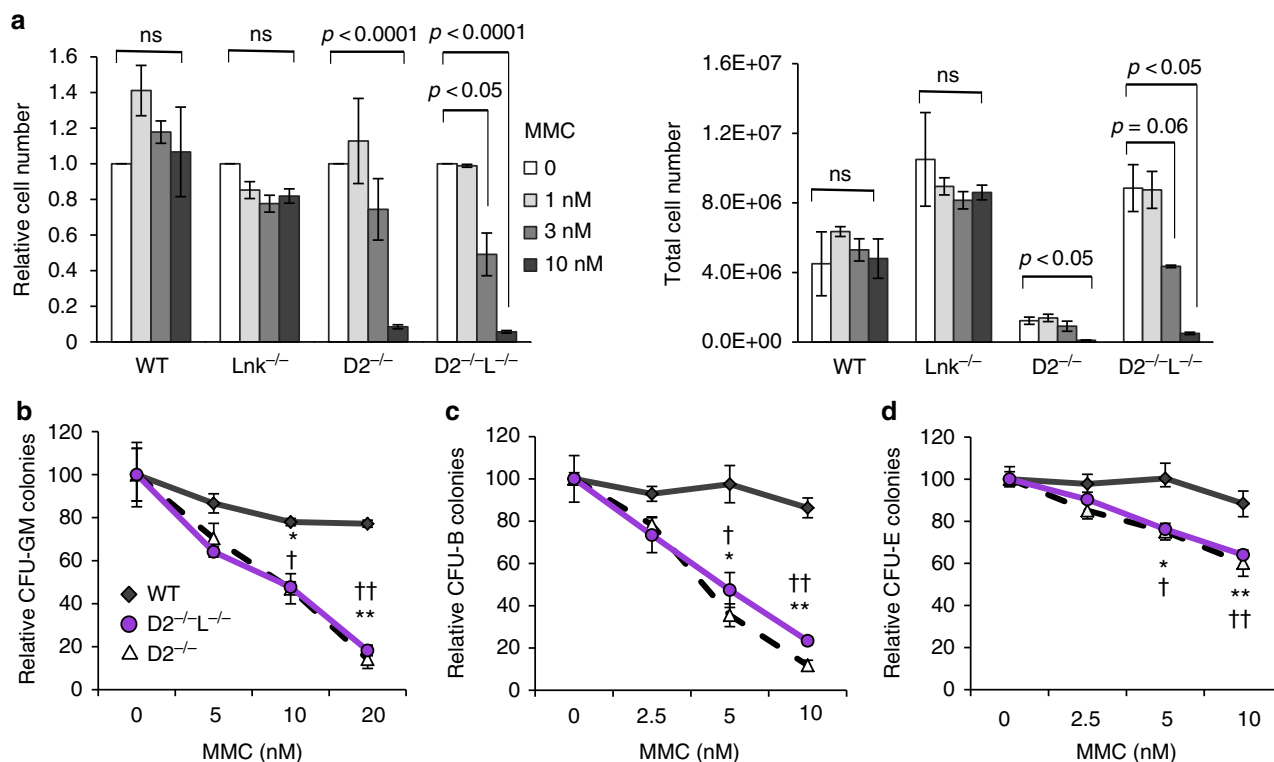 a
ns
ns
p < 0.0001
p < 0.0001
p < 0.05
Relative cell number
1.6
1.4
1.2
1.0
0.8
0.6
0.4
0.2
0
WT
Lnk−/−
D2−/−
D2−/−L−/−
MMC
0
1 nM
3 nM
10 nM
Total cell number
1.6E+07
1.2E+07
8.0E+06
4.0E+06
0.0E+00
ns
ns
p < 0.05
p < 0.05
p = 0.06
WT
Lnk−/−
D2−/−
D2−/−L−/−
b
Relative CFU-GM colonies
120
100
80
60
40
20
0
*
†
††
**
WT
D2−/−L−/−
D2−/−
0
5
10
20
MMC (nM)
c
Relative CFU-B colonies
120
100
80
60
40
20
0
†
*
††
**
0
2.5
5
10
MMC (nM)
d
Relative CFU-E colonies
120
100
80
60
40
20
0
*
†
**
††
0
2.5
5
10
MMC (nM)